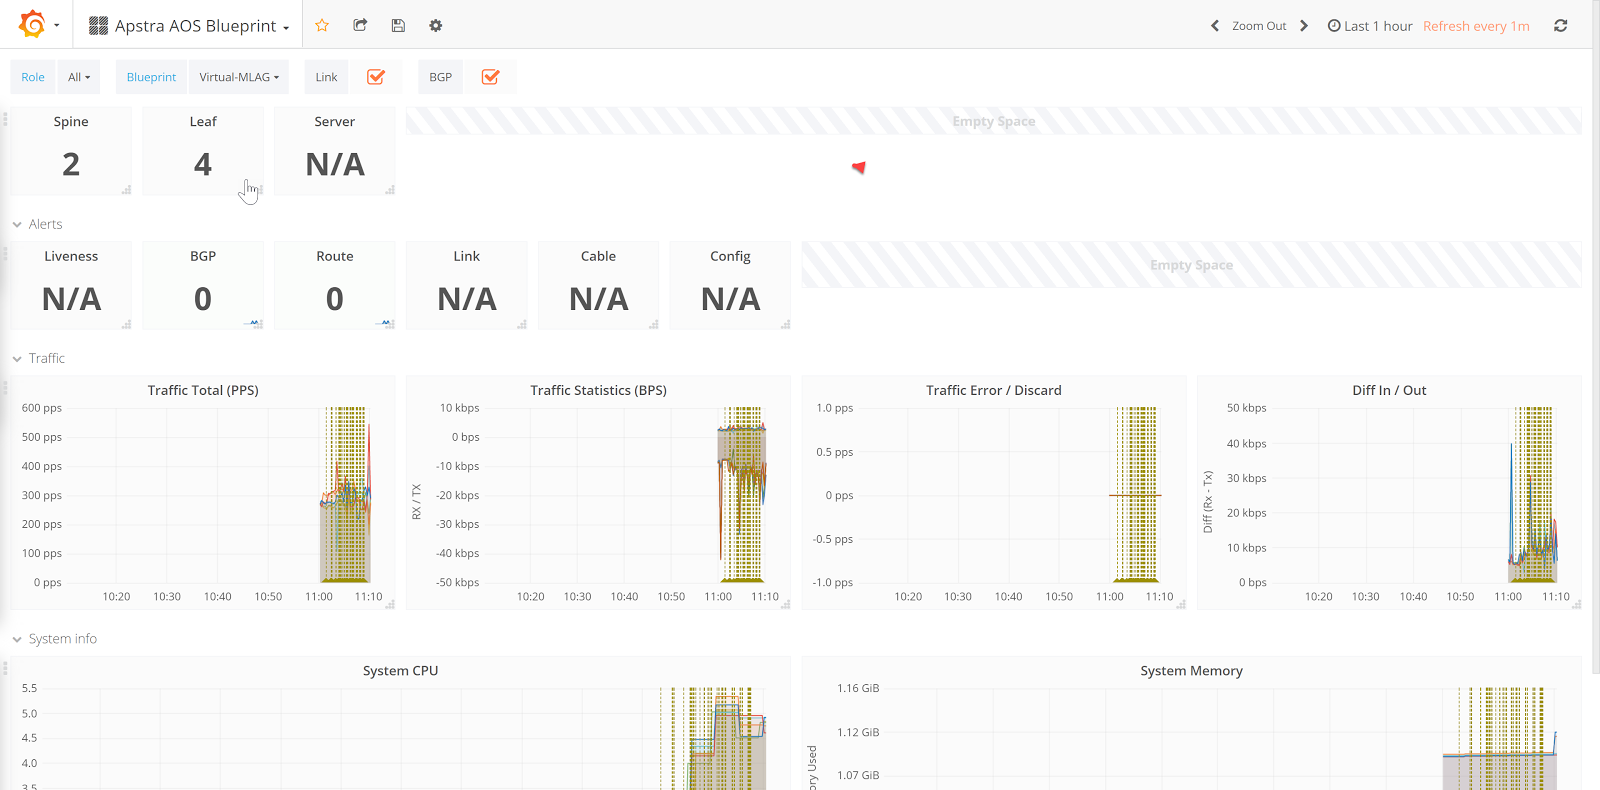 Apstra AOS Blueprint
Zoom Out
Last 1 hour Refresh every 1m
Role All Blueprint Virtual-MLAG Link BGP
Spine Leaf Server Empty Space
2 4 N/A
Alerts
Liveness BGP Route Link Cable Config Empty Space
N/A 0 0 N/A N/A N/A
Traffic
Traffic Total (PPS)
600 pps
500 pps
400 pps
300 pps
200 pps
100 pps
0 pps
10:20 10:30 10:40 10:50 11:00 11:10
Traffic Statistics (BPS)
RX / TX
10 kbps
0 bps
-10 kbps
-20 kbps
-30 kbps
-40 kbps
-50 kbps
10:20 10:30 10:40 10:50 11:00 11:10
Traffic Error / Discard
1.0 pps
0.5 pps
0 pps
-0.5 pps
-1.0 pps
10:20 10:30 10:40 10:50 11:00 11:10
Diff In / Out
Diff (Rx - Tx)
50 kbps
40 kbps
30 kbps
20 kbps
10 kbps
0 bps
10:20 10:30 10:40 10:50 11:00 11:10
System info
System CPU
5.5
5.0
4.5
4.0
3.5
System Memory
1.16 GiB
1.12 GiB
1.07 GiB
Used